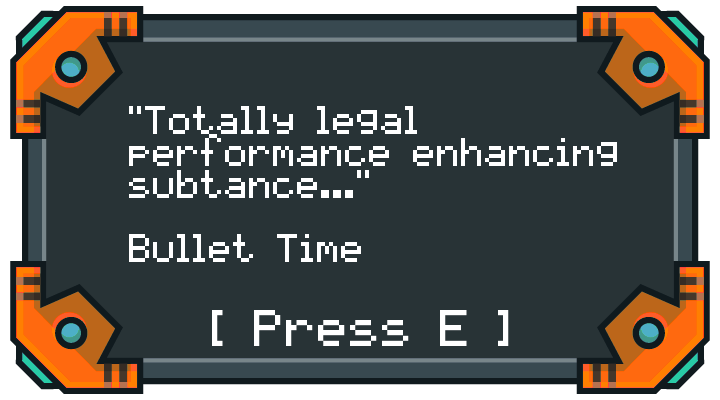 "Totally legal
performance enhancing
subtance..."
Bullet Time
[ Press E ]